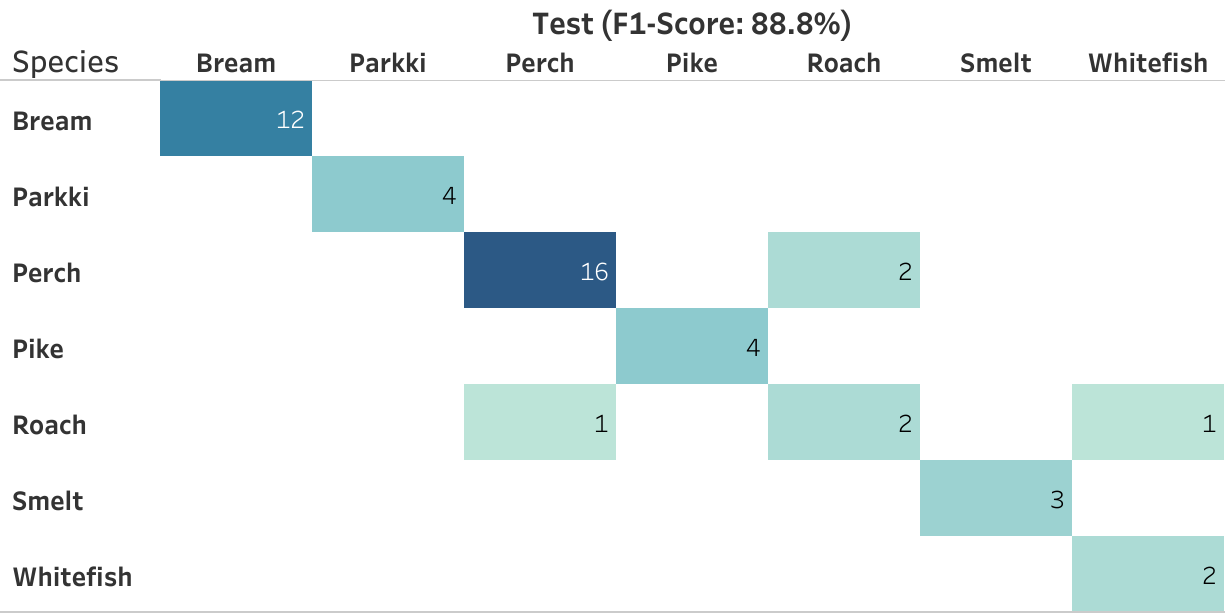 Test (F1-Score: 88.8%)
Species Bream Parkki Perch Pike Roach Smelt Whitefish
Bream 12
Parkki 4
Perch 16 2
Pike 4
Roach 1 2 1
Smelt 3
Whitefish 2